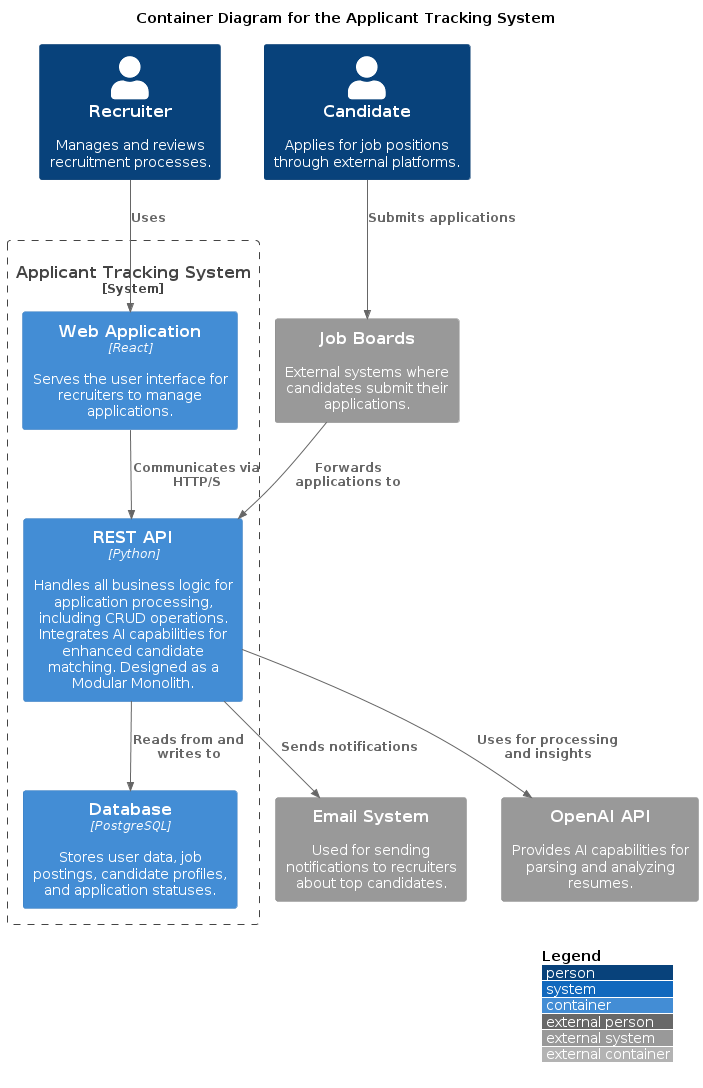 Container Diagram for the Applicant Tracking System
Recruiter
Manages and reviews
recruitment processes.
Candidate
Applies for job positions
through external platforms.
Uses
Submits applications
Applicant Tracking System
[System]
Web Application
[React]
Serves the user interface for
recruiters to manage
applications.
Job Boards
External systems where
candidates submit their
applications.
Communicates via
HTTP/S
Forwards
applications to
REST API
[Python]
Handles all business logic for
application processing,
including CRUD operations.
Integrates AI capabilities for
enhanced candidate
matching. Designed as a
Modular Monolith.
Reads from and
writes to
Sends notifications
Uses for processing
and insights
Database
[PostgreSQL]
Stores user data, job
postings, candidate profiles,
and application statuses.
Email System
Used for sending
notifications to recruiters
about top candidates.
OpenAI API
Provides AI capabilities for
parsing and analyzing
resumes.
Legend
person
system
container
external person
external system
external container